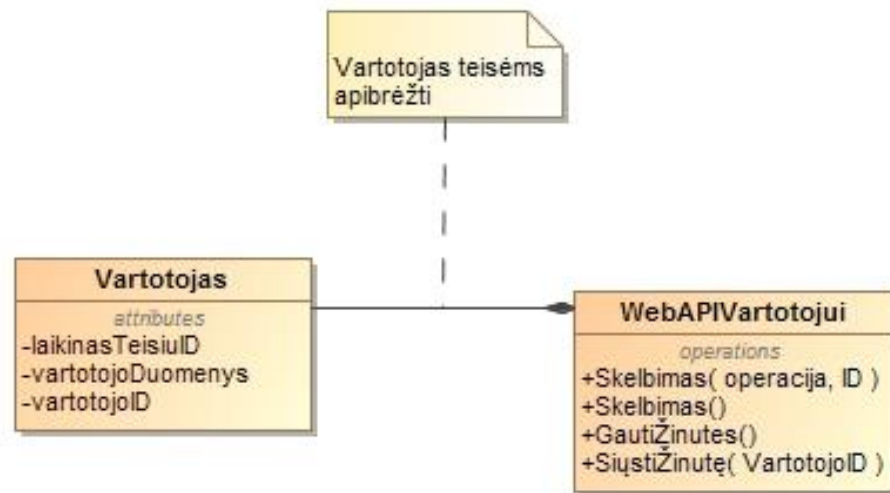 Vartotojas teisėms
apibrėžti
Vartotojas
attributes
-laikinasTeisiuID
-vartotojoDuomenys
-vartotojoID
WebAPIVartotojui
operations
+Skelbimas( operacija, ID )
+Skelbimas()
+GautiŽinutes()
+SiųstiŽinutę( VartotojoID )